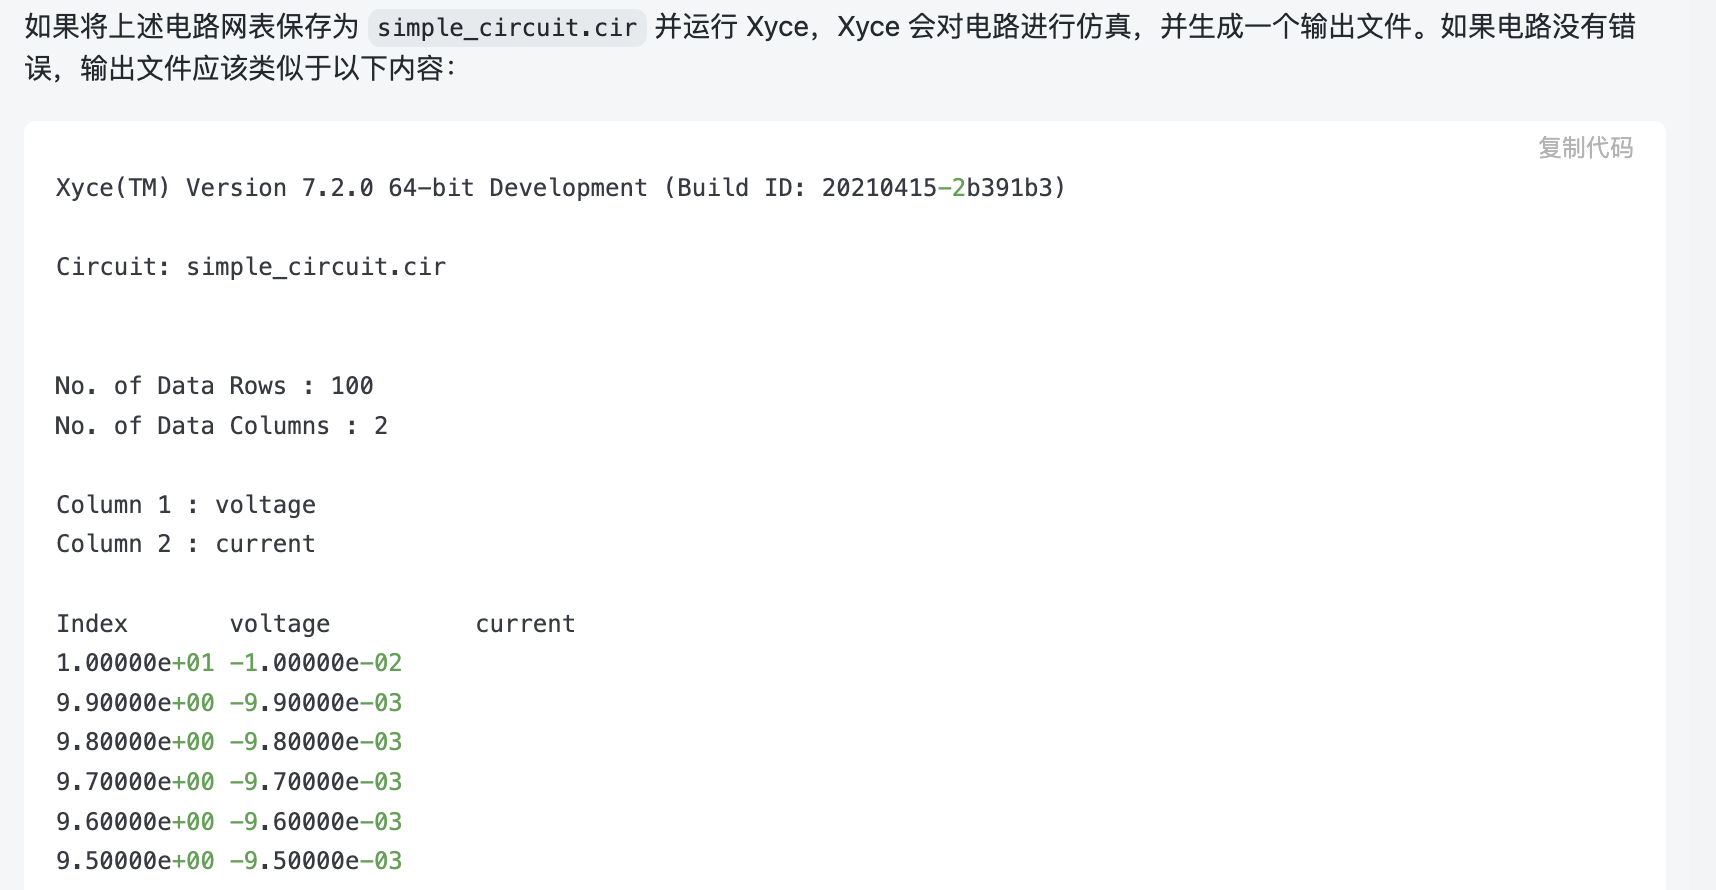 如果将上述电路网表保存为 simple_circuit.cir 并运行 Xyce，Xyce 会对电路进行仿真，并生成一个输出文件。如果电路没有错
误，输出文件应该类似于以下内容：
复制代码
Xyce(TM) Version 7.2.0 64-bit Development (Build ID: 20210415-2b391b3)
Circuit: simple_circuit.cir
No. of Data Rows : 100
No. of Data Columns : 2
Column 1 : voltage
Column 2 : current
Index voltage current
1.00000e+01 -1.00000e-02
9.90000e+00 -9.90000e-03
9.80000e+00 -9.80000e-03
9.70000e+00 -9.70000e-03
9.60000e+00 -9.60000e-03
9.50000e+00 -9.50000e-03